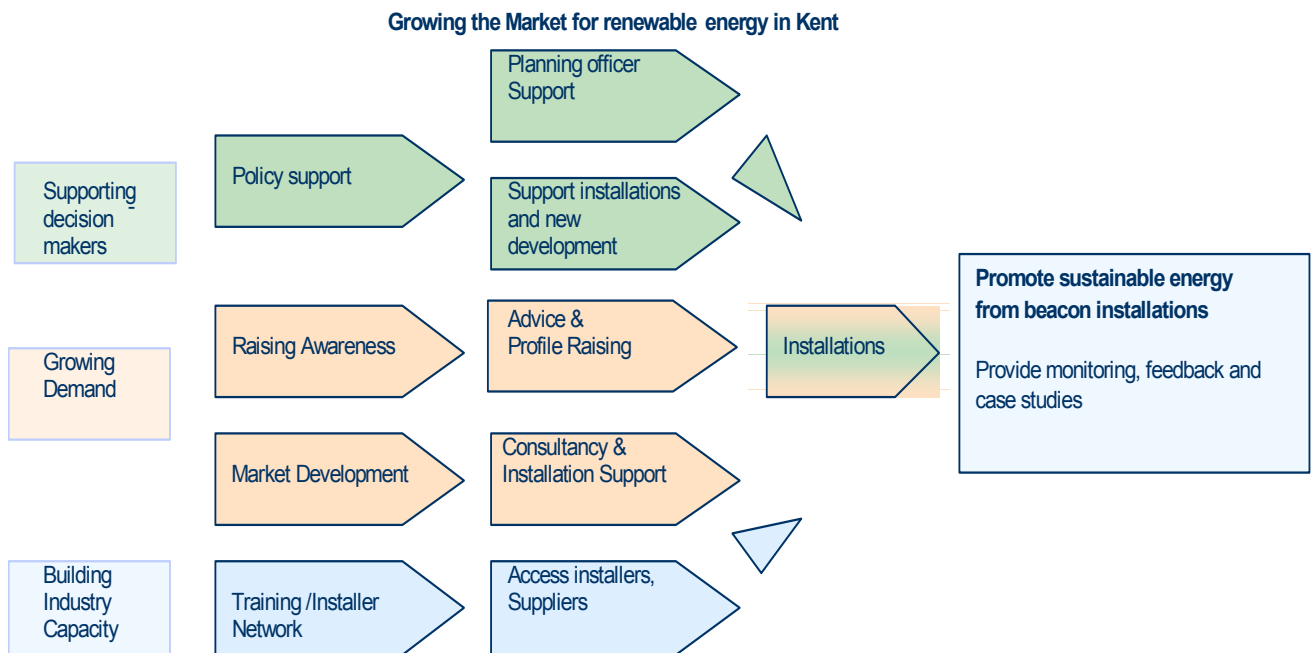 Growing the Market for renewable energy in Kent
Planning officer
Support
Policy support
Supporting
decision
makers
Support installations
and new
development
Promote sustainable energy
from beacon installations
Provide monitoring, feedback and
case studies
Growing
Demand
Raising Awareness
Advice &
Profile Raising
Installations
Market Development
Consultancy &
Installation Support
Building
Industry
Capacity
Training /Installer
Network
Access installers,
Suppliers